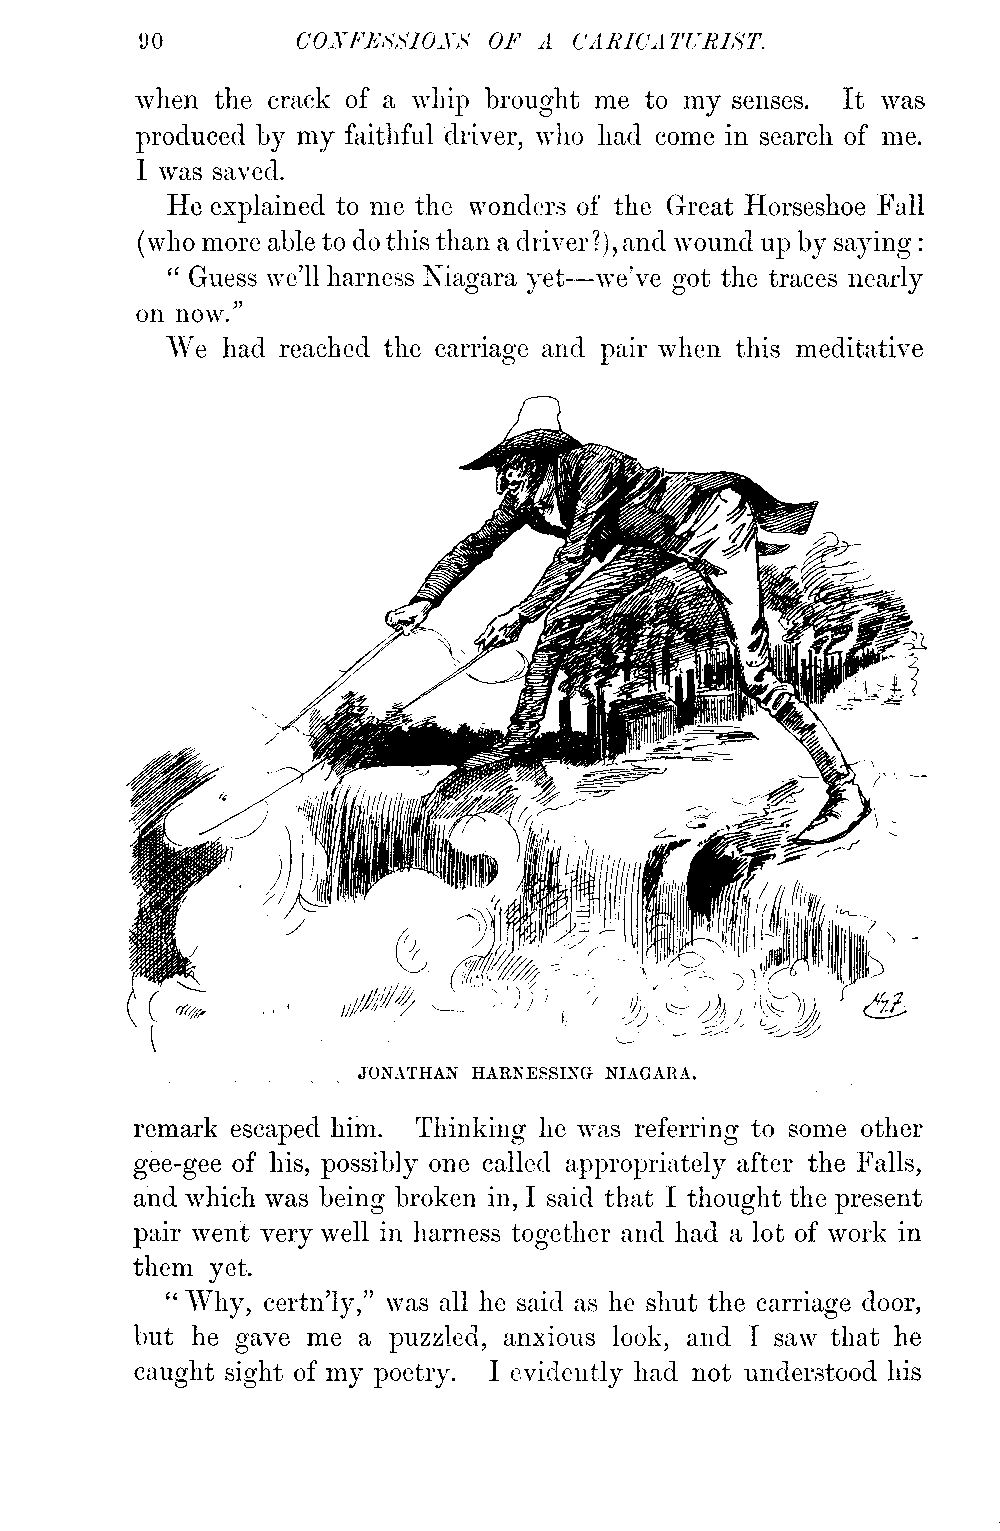 90 CONFESSIONS OF A CARICATURIST.
when the crack of a whip brought me to my senses. It was
produced by my faithful driver, who had come in search of me.
I was saved.
He explained to me the wonders of the Great Horseshoe Fall
(who more able to do this than a driver?), and wound up by saying:
“Guess we’ll harness Niagara yet—we’ve got the traces nearly
on now.”
We had reached the carriage and pair when this meditative
Hy. F.
JONATHAN HARNESSING NIAGARA.
remark escaped him. Thinking he was referring to some other
gee-gee of his, possibly one called appropriately after the Falls,
and which was being broken in, I said that I thought the present
pair went very well in harness together and had a lot of work in
them yet.
“Why, certn’ly,” was all he said as he shut the carriage door,
but he gave me a puzzled, anxious look, and I saw that he
caught sight of my poetry. I evidently had not understood his